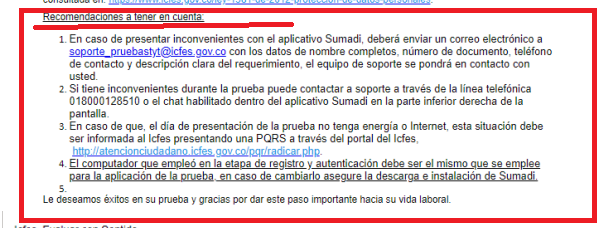 Recomendaciones a tener en cuenta:
1. En caso de presentar inconvenientes con el aplicativo Sumadi, deberá enviar un correo electrónico a
soporte_pruebastyt@icfes.gov.co con los datos de nombre completos, número de documento, teléfono
de contacto y descripción clara del requerimiento, el equipo de soporte se pondrá en contacto con
usted.
2. Si tiene inconvenientes durante la prueba puede contactar a soporte a través de la línea telefónica
018000128510 o el chat habilitado dentro del aplicativo Sumadi en la parte inferior derecha de la
pantalla.
3. En caso de que, el día de presentación de la prueba no tenga energía o Internet, esta situación debe
ser informada al Icfes presentando una PQRS a través del portal del Icfes,
http://atencionciudadano.icfes.gov.co/pqr/radicar.php.
4. El computador que empleó en la etapa de registro y autenticación debe ser el mismo que se emplee
para la aplicación de la prueba, en caso de cambiarlo asegure la descarga e instalación de Sumadi.
5.
Le deseamos éxitos en su prueba y gracias por dar este paso importante hacia su vida laboral.